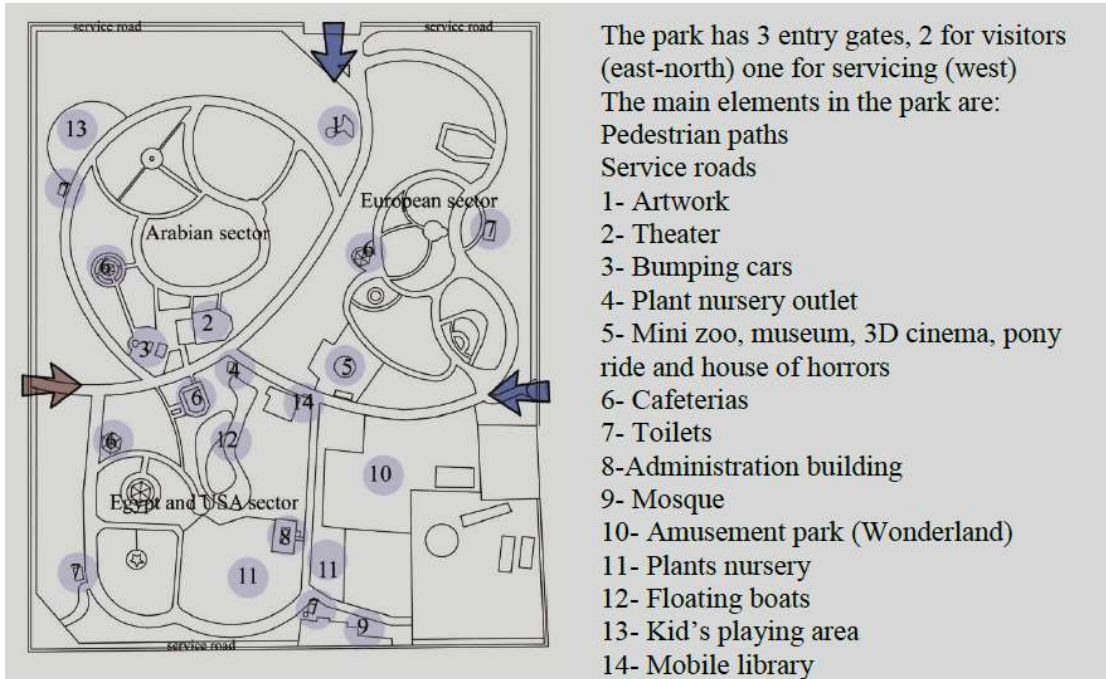 service road
service road
1
13
7
European sector
7
Arabian sector
6
6
2
3
4
5
6
14
6
12
10
Egypt and USA sector
8
7
11
11
7
9
service road
The park has 3 entry gates, 2 for visitors
(east-north) one for servicing (west)
The main elements in the park are:
Pedestrian paths
Service roads
1- Artwork
2- Theater
3- Bumping cars
4- Plant nursery outlet
5- Mini zoo, museum, 3D cinema, pony
ride and house of horrors
6- Cafeterias
7- Toilets
8-Administration building
9- Mosque
10- Amusement park (Wonderland)
11- Plants nursery
12- Floating boats
13- Kid’s playing area
14- Mobile library